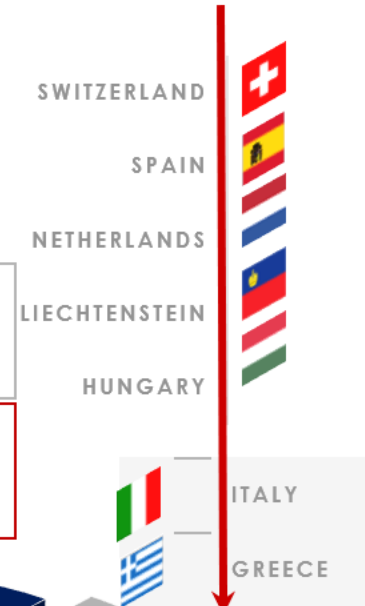 SWITZERLAND
SPAIN
NETHERLANDS
LIECHTENSTEIN
HUNGARY
ITALY
GREECE